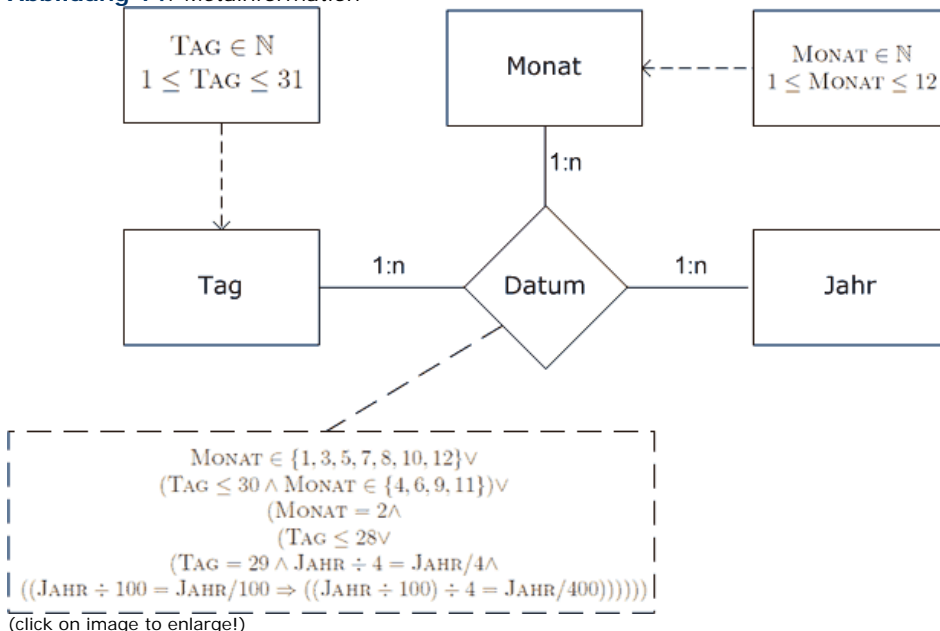 Metainformation
TAG ∈ ℕ
1 ≤ TAG ≤ 31
Monat
MONAT ∈ ℕ
1 ≤ MONAT ≤ 12
1:n
Tag
1:n
Datum
1:n
Jahr
MONAT ∈ {1, 3, 5, 7, 8, 10, 12}∨
(TAG ≤ 30 ∧ MONAT ∈ {4, 6, 9, 11})∨
(MONAT = 2∧
(TAG ≤ 28∨
(TAG = 29 ∧ JAHR ÷ 4 = JAHR/4∧
((JAHR ÷ 100 = JAHR/100 ⇒ ((JAHR ÷ 100) ÷ 4 = JAHR/400))))))
(click on image to enlarge!)